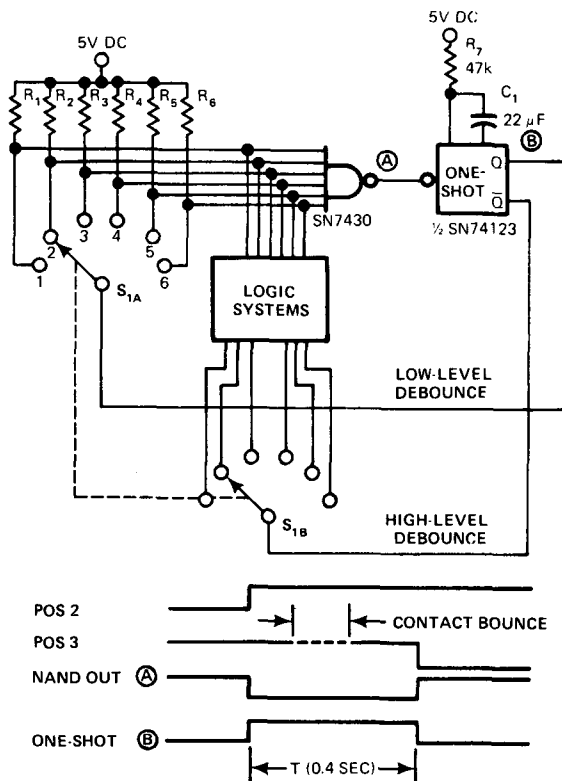 5V DC
5V DC
R7
47k
C1
22 μF
R1 R2 R3 R4 R5 R6
A
B
ONE-SHOT
Q
Q̅
SN7430
½ SN74123
1 2 3 4 5 6
S1A
LOGIC
SYSTEMS
LOW-LEVEL
DEBOUNCE
S1B
HIGH-LEVEL
DEBOUNCE
POS 2
CONTACT BOUNCE
POS 3
NAND OUT A
ONE-SHOT B
T (0.4 SEC)